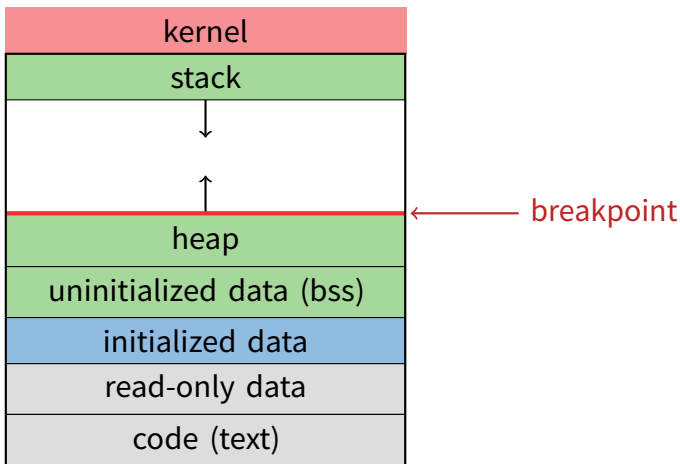 kernel
stack
breakpoint
heap
uninitialized data (bss)
initialized data
read-only data
code (text)